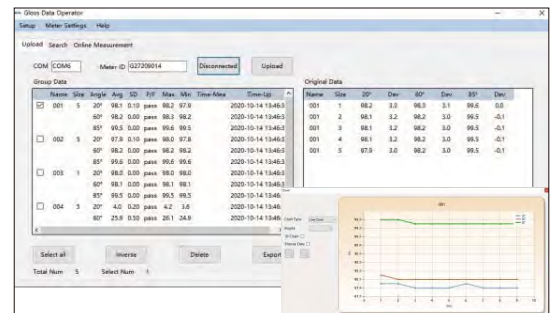 Gloss Data Operator
Setup Meter Settings Help
Upload Search Online Measurement
COM COM6 Meter ID G27209014 Disconnected Upload
Group Data
Name Size Angle Avg SD P/F Max Min Time-Mea Time-Up
001 5 20° 98.1 0.10 pass 98.2 97.9 2020-10-14 13:46:3
60° 98.2 0.00 pass 98.3 98.2 2020-10-14 13:46:3
85° 99.5 0.00 pass 99.6 99.5 2020-10-14 13:46:3
002 5 20° 97.9 0.10 pass 98.0 97.8 2020-10-14 13:46:3
60° 98.2 0.00 pass 98.2 98.2 2020-10-14 13:46:3
85° 99.6 0.00 pass 99.6 99.6 2020-10-14 13:46:3
003 1 20° 98.0 0.00 pass 98.0 98.0 2020-10-14 13:46:3
60° 98.1 0.00 pass 98.1 98.1 2020-10-14 13:46:3
85° 99.5 0.00 pass 99.5 99.5 2020-10-14 13:46:3
004 5 20° 4.0 0.20 pass 4.2 3.6 2020-10-14 13:46:3
60° 25.8 0.50 pass 26.1 24.9 2020-10-14 13:46:3
Select all Inverse Delete Export
Total Num 5 Select Num 1
Original Data
Name Size 20° Dev 60° Dev 85° Dev
001 1 98.2 3.3 98.3 3.1 99.6 0.0
001 2 98.1 3.2 98.2 3.0 99.5 -0.1
001 3 98.1 3.2 98.2 3.0 99.5 -0.1
001 4 98.1 3.2 98.2 3.0 99.5 -0.1
001 5 97.9 3.0 98.2 3.0 99.5 -0.1
001